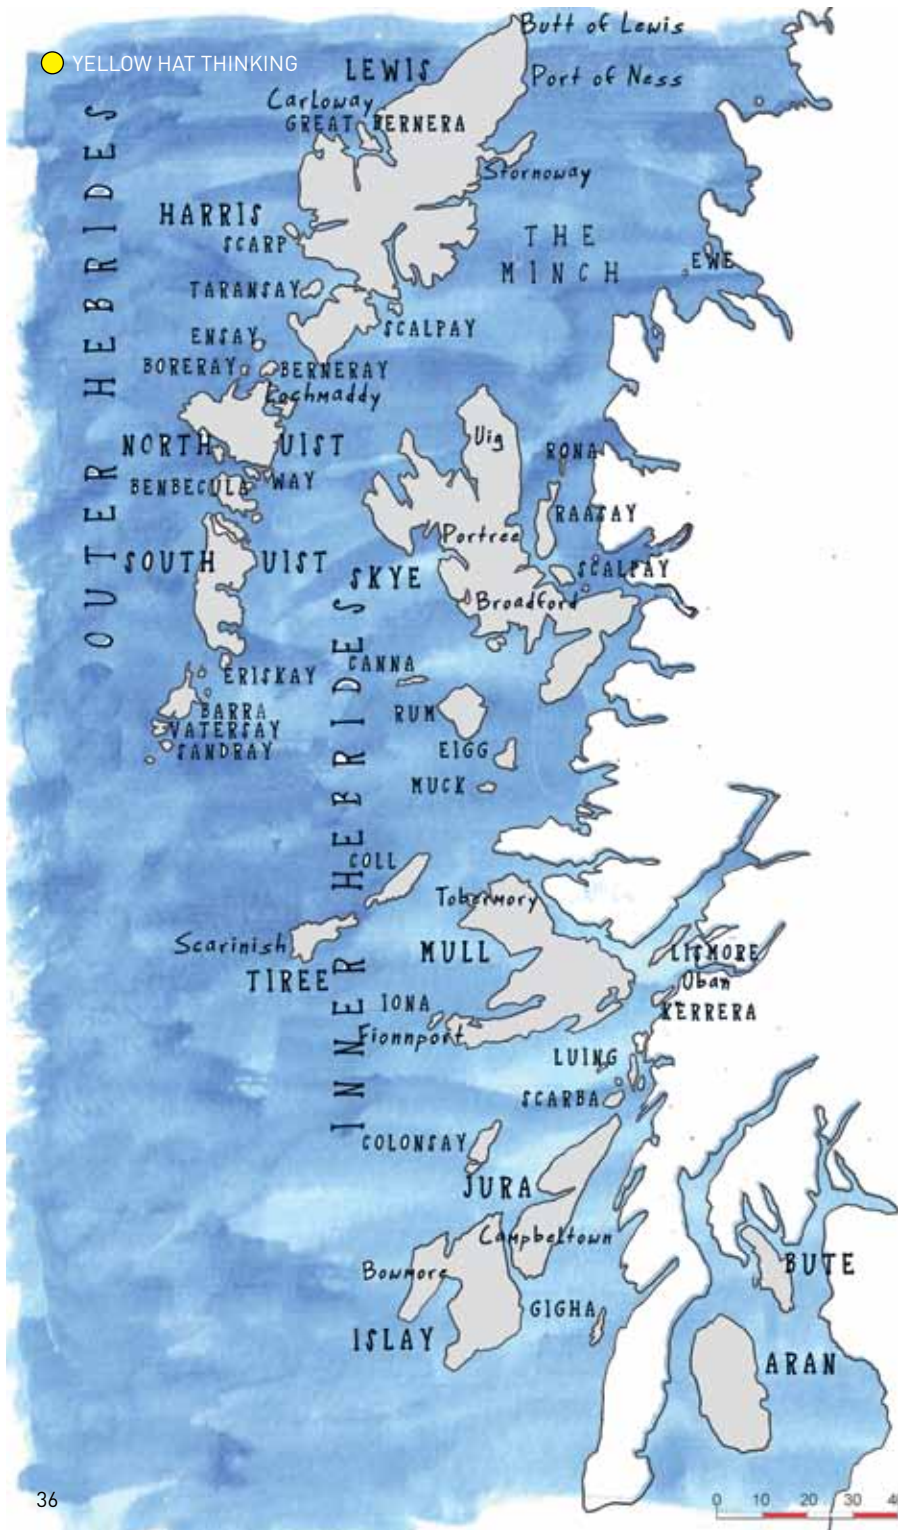 YELLOW HAT THINKING
Butt of Lewis
LEWIS
Port of Ness
Carloway
GREAT BERNERA
Stornoway
OUTER HEBRIDES
HARRIS
SCARP
THE
MINCH
EWE
TARANSAY
SCALPAY
ENSAY
BORERAY
BERNERAY
Lochmaddy
Uig
NORTH UIST
RONA
BENBECULA
WAY
RAASAY
Portree
SOUTH UIST
SKYE
SCALPAY
Broadford
INNER HEBRIDES
CANNA
ERISKAY
BARRA
RUM
VATERSAY
SANDRAY
EIGG
MUCK
COLL
Tobermory
Scarinish
MULL
LISMORE
TIREE
Oban
IONA
KERRERA
Fionnport
LUING
SCARBA
COLONSAY
JURA
Campbeltown
BUTE
Bowmore
GIGHA
ISLAY
ARAN
36
0 10 20 30